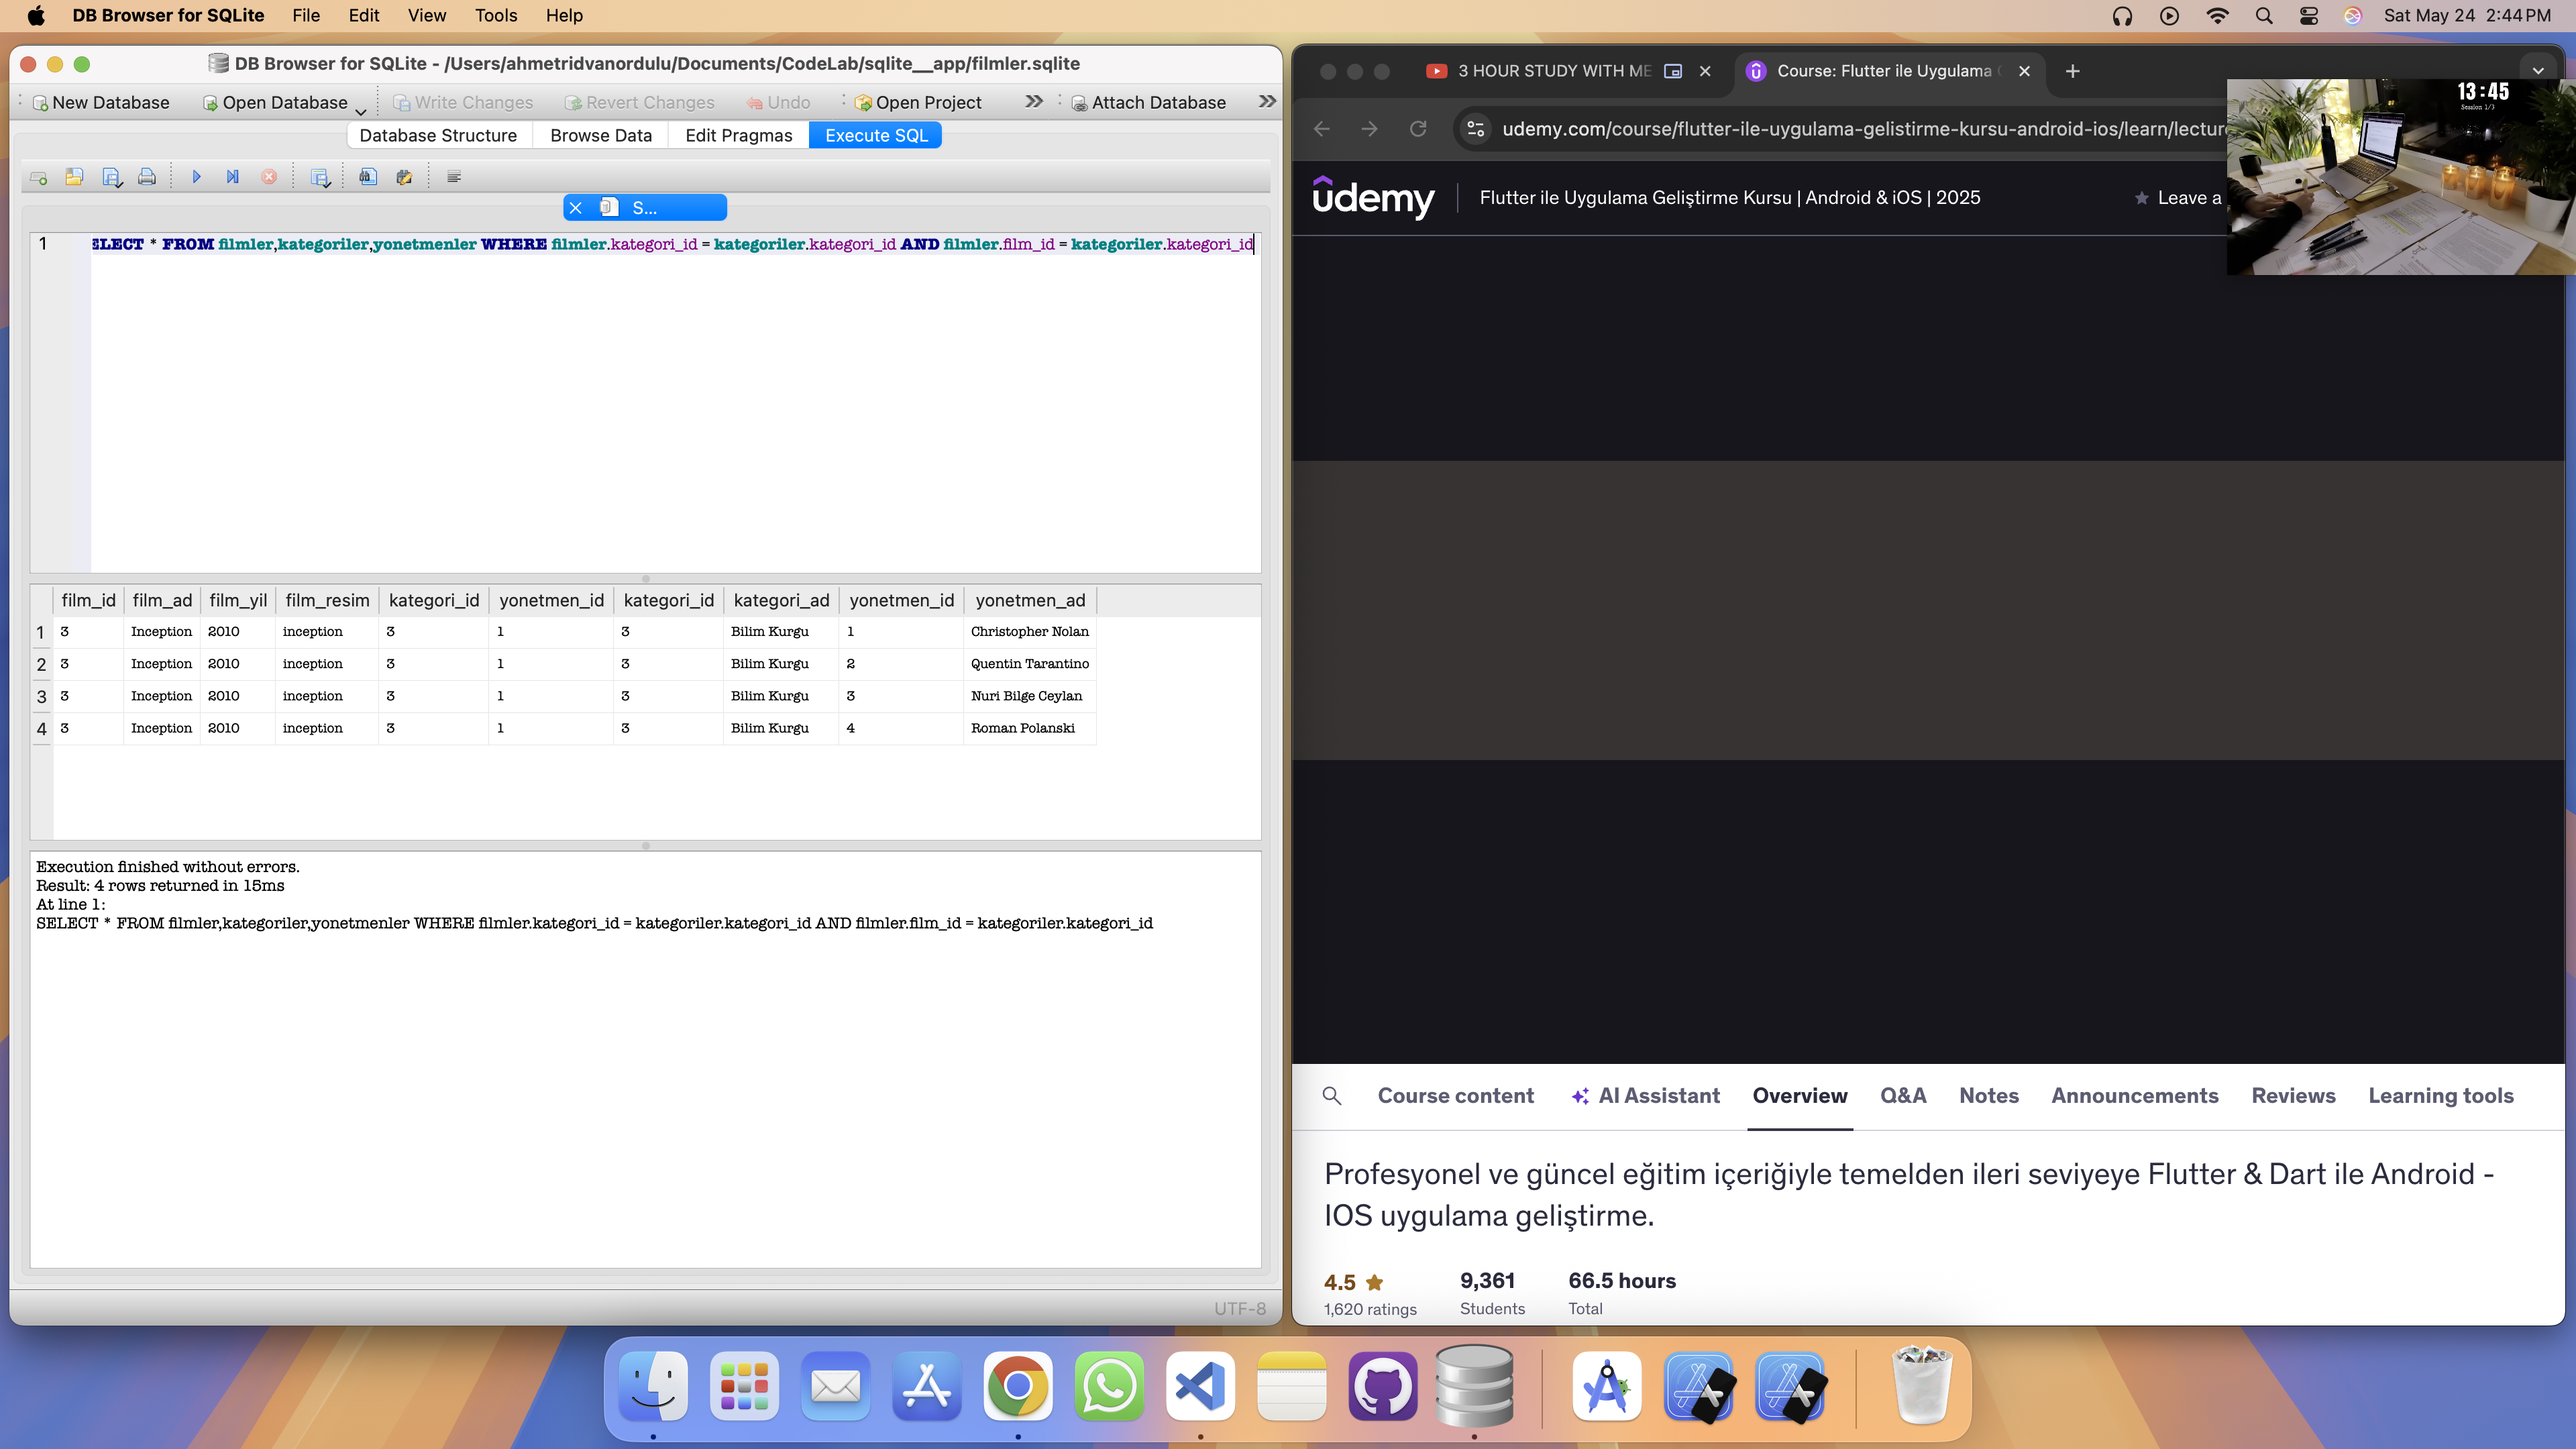 DB Browser for SQLite File Edit View Tools Help Sat May 24 2:44 PM
DB Browser for SQLite - /Users/ahmetridvanordulu/Documents/CodeLab/sqlite__app/filmler.sqlite
New Database Open Database Write Changes Revert Changes Undo Open Project Attach Database
Database Structure Browse Data Edit Pragmas Execute SQL
S...
1 ELECT * FROM filmler,kategoriler,yonetmenler WHERE filmler.kategori_id = kategoriler.kategori_id AND filmler.film_id = kategoriler.kategori_id
film_id film_ad film_yil film_resim kategori_id yonetmen_id kategori_id kategori_ad yonetmen_id yonetmen_ad
1 3 Inception 2010 inception 3 1 3 Bilim Kurgu 1 Christopher Nolan
2 3 Inception 2010 inception 3 1 3 Bilim Kurgu 2 Quentin Tarantino
3 3 Inception 2010 inception 3 1 3 Bilim Kurgu 3 Nuri Bilge Ceylan
4 3 Inception 2010 inception 3 1 3 Bilim Kurgu 4 Roman Polanski
Execution finished without errors.
Result: 4 rows returned in 15ms
At line 1:
SELECT * FROM filmler,kategoriler,yonetmenler WHERE filmler.kategori_id = kategoriler.kategori_id AND filmler.film_id = kategoriler.kategori_id
UTF-8
3 HOUR STUDY WITH ME Course: Flutter ile Uygulama
udemy.com/course/flutter-ile-uygulama-gelistirme-kursu-android-ios/learn/lectur
13:45
Session 1/3
udemy Flutter ile Uygulama Geliştirme Kursu | Android & iOS | 2025 Leave a
Course content AI Assistant Overview Q&A Notes Announcements Reviews Learning tools
Profesyonel ve güncel eğitim içeriğiyle temelden ileri seviyeye Flutter & Dart ile Android -
IOS uygulama geliştirme.
4.5 9,361 66.5 hours
1,620 ratings Students Total